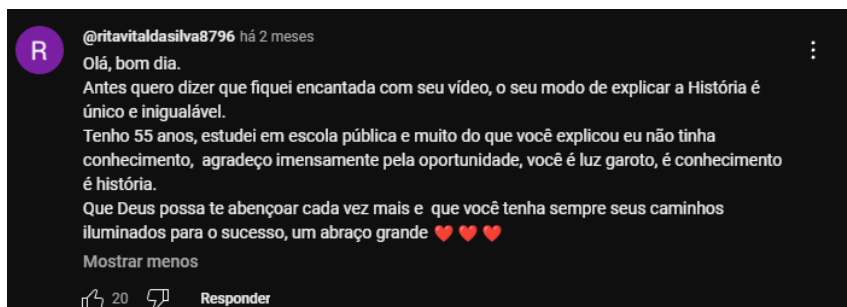 R
@ritavitaldasilva8796 há 2 meses
Olá, bom dia.
Antes quero dizer que fiquei encantada com seu vídeo, o seu modo de explicar a História é
único e inigualável.
Tenho 55 anos, estudei em escola pública e muito do que você explicou eu não tinha
conhecimento,  agradeço imensamente pela oportunidade, você é luz garoto, é conhecimento
é história.
Que Deus possa te abençoar cada vez mais e  que você tenha sempre seus caminhos
iluminados para o sucesso, um abraço grande ❤️ ❤️ ❤️
Mostrar menos
20 Responder